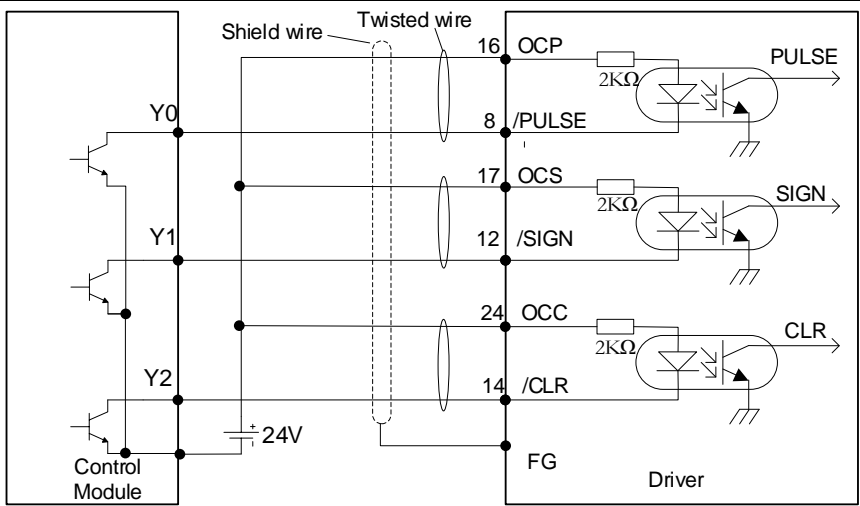 Shield wire
Twisted wire
16
OCP
PULSE
2KΩ
Y0
8
/PULSE
17
OCS
SIGN
2KΩ
Y1
12
/SIGN
24
OCC
CLR
2KΩ
Y2
14
/CLR
+
24V
-
FG
Control
Module
Driver